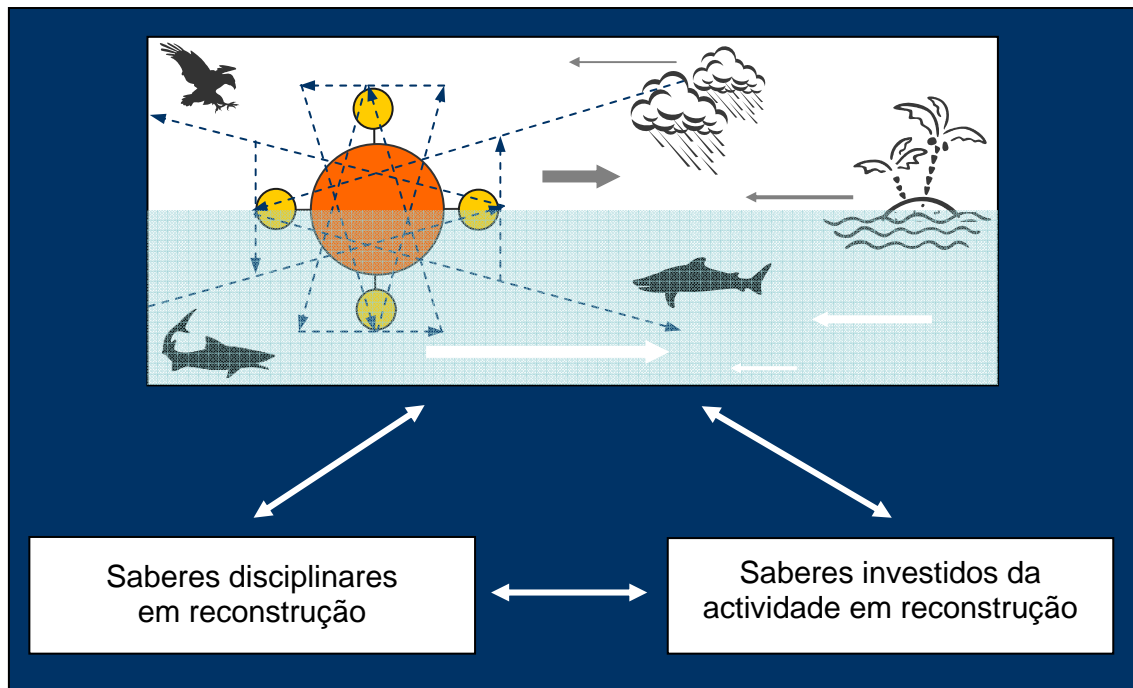 Saberes disciplinares
em reconstrução
Saberes investidos da
actividade em reconstrução